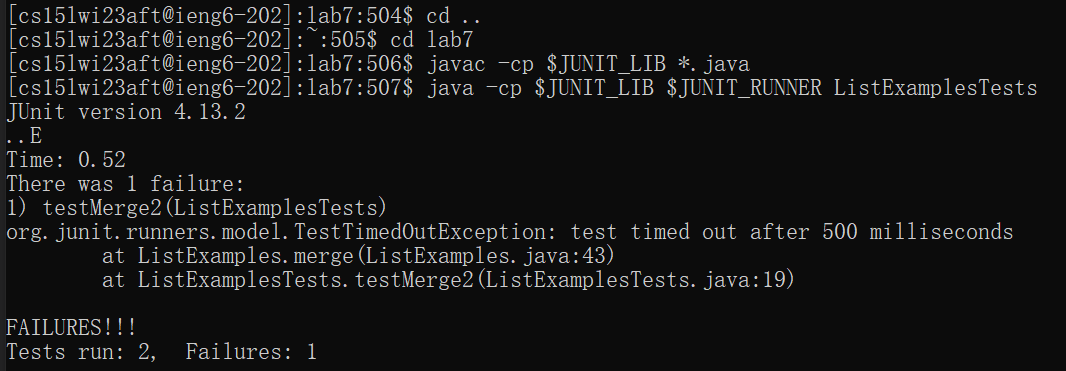 [cs15lwi23aft@ieng6-202]:lab7:504$ cd ..
[cs15lwi23aft@ieng6-202]:~:505$ cd lab7
[cs15lwi23aft@ieng6-202]:lab7:506$ javac -cp $JUNIT_LIB *.java
[cs15lwi23aft@ieng6-202]:lab7:507$ java -cp $JUNIT_LIB $JUNIT_RUNNER ListExamplesTests
JUnit version 4.13.2
..E
Time: 0.52
There was 1 failure:
1) testMerge2(ListExamplesTests)
org.junit.runners.model.TestTimedOutException: test timed out after 500 milliseconds
        at ListExamples.merge(ListExamples.java:43)
        at ListExamplesTests.testMerge2(ListExamplesTests.java:19)
FAILURES!!!
Tests run: 2,  Failures: 1